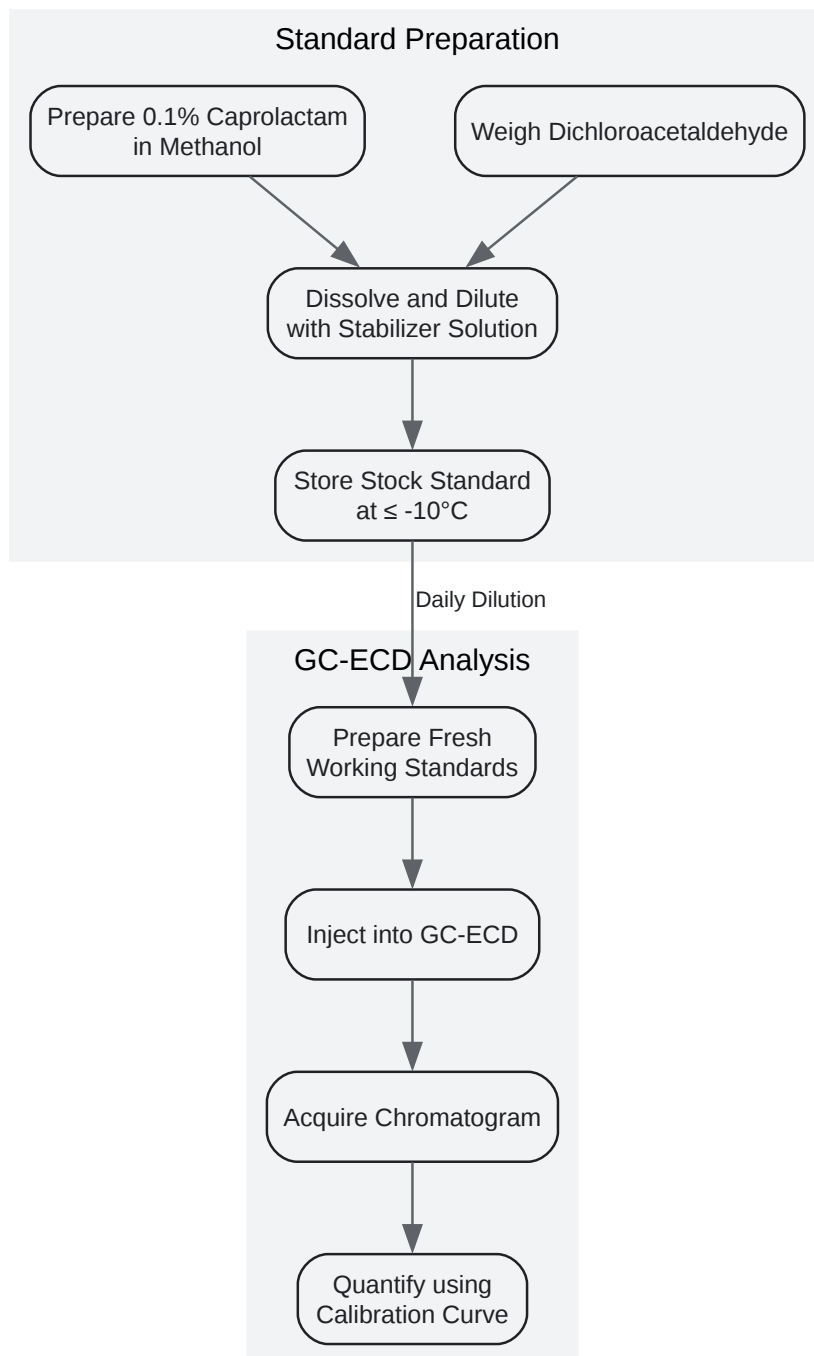 Standard Preparation
Prepare 0.1% Caprolactam
in Methanol
Weigh Dichloroacetaldehyde
Dissolve and Dilute
with Stabilizer Solution
Store Stock Standard
at ≤ -10°C
Daily Dilution
GC-ECD Analysis
Prepare Fresh
Working Standards
Inject into GC-ECD
Acquire Chromatogram
Quantify using
Calibration Curve